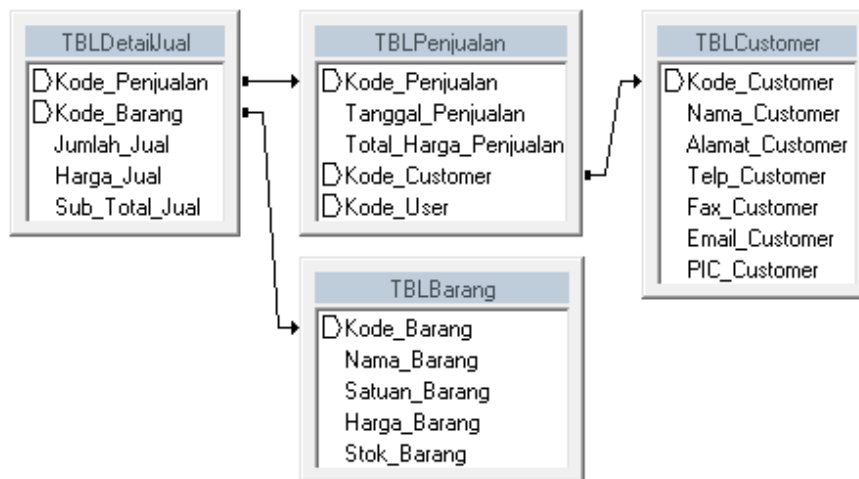 TBLDetailJual
Kode_Penjualan
Kode_Barang
Jumlah_Jual
Harga_Jual
Sub_Total_Jual
TBLPenjualan
Kode_Penjualan
Tanggal_Penjualan
Total_Harga_Penjualan
Kode_Customer
Kode_User
TBLCustomer
Kode_Customer
Nama_Customer
Alamat_Customer
Telp_Customer
Fax_Customer
Email_Customer
PIC_Customer
TBLBarang
Kode_Barang
Nama_Barang
Satuan_Barang
Harga_Barang
Stok_Barang